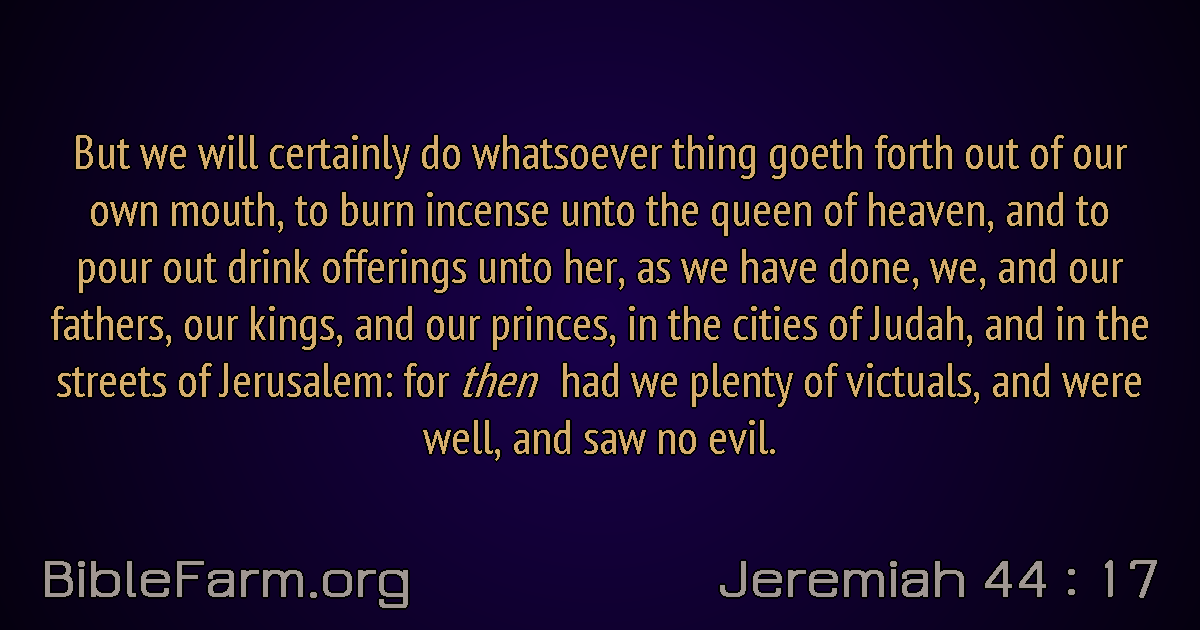 But we will certainly do whatsoever thing goeth forth out of our
own mouth, to burn incense unto the queen of heaven, and to
pour out drink offerings unto her, as we have done, we, and our
fathers, our kings, and our princes, in the cities of Judah, and in the
streets of Jerusalem: for then had we plenty of victuals, and were
well, and saw no evil.
BibleFarm.org
Jeremiah 44 : 17